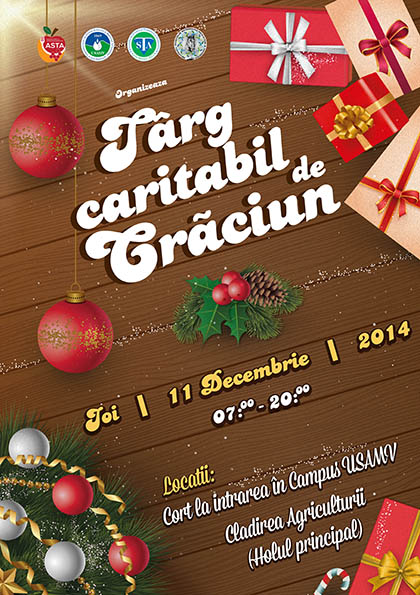 ASTA
STA
Organizeaza
Târg
caritabil
de
Crăciun
Joi | 11 Decembrie | 2014
07:00 - 20:00
Locatii:
Cort la intrarea în Campus USAMV
Cladirea Agriculturii
(Holul principal)